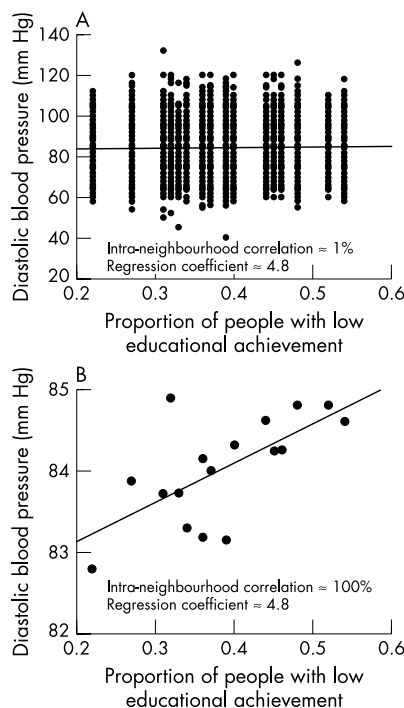 A
Diastolic blood pressure (mm Hg)
140
120
100
80
60
40
20
Intra-neighbourhood correlation ≈ 1%
Regression coefficient ≈ 4.8
0.2 0.3 0.4 0.5 0.6
Proportion of people with low
educational achievement
B
Diastolic blood pressure (mm Hg)
85
84
83
82
Intra-neighbourhood correlation ≈ 100%
Regression coefficient ≈ 4.8
0.2 0.3 0.4 0.5 0.6
Proportion of people with low
educational achievement